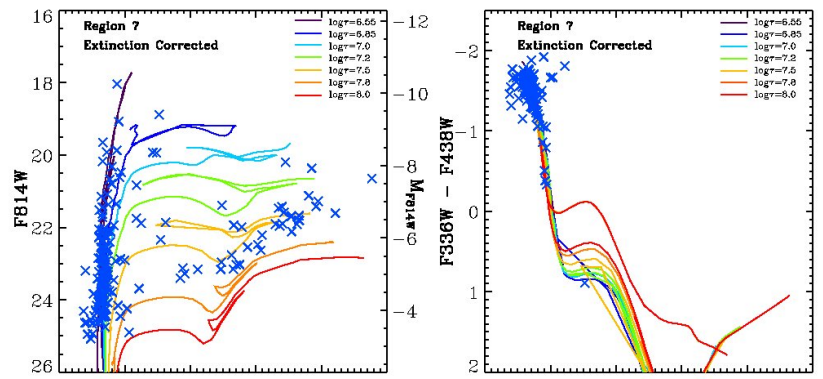 Region 7
Extinction Corrected
logτ=6.55
logτ=6.85
logτ=7.0
logτ=7.2
logτ=7.5
logτ=7.8
logτ=8.0
16
18
20
22
24
26
F814W
−12
−10
−8
−6
−4
M_F814W
Region 7
Extinction Corrected
logτ=6.55
logτ=6.85
logτ=7.0
logτ=7.2
logτ=7.5
logτ=7.8
logτ=8.0
−2
−1
0
1
2
F336W − F438W